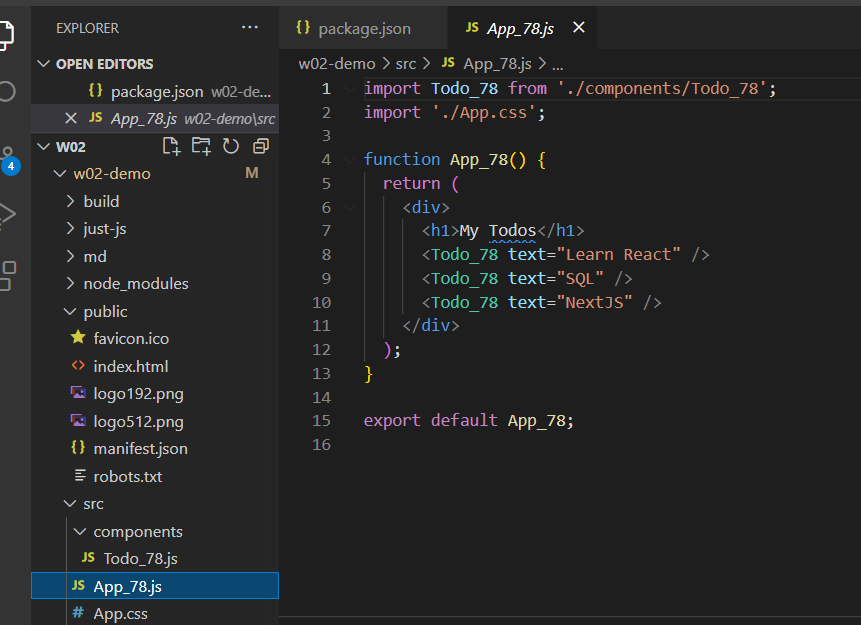 EXPLORER ...
OPEN EDITORS
{} package.json w02-de...
JS App_78.js w02-demo\src
W02
w02-demo M
build
just-js
md
node_modules
public
favicon.ico
<> index.html
logo192.png
logo512.png
{} manifest.json
robots.txt
src
components
JS Todo_78.js
JS App_78.js
# App.css
4
{} package.json
JS App_78.js
w02-demo > src > JS App_78.js > ...
1 import Todo_78 from './components/Todo_78';
2 import './App.css';
3
4 function App_78() {
5 return (
6 <div>
7 <h1>My Todos</h1>
8 <Todo_78 text="Learn React" />
9 <Todo_78 text="SQL" />
10 <Todo_78 text="NextJS" />
11 </div>
12 );
13 }
14
15 export default App_78;
16